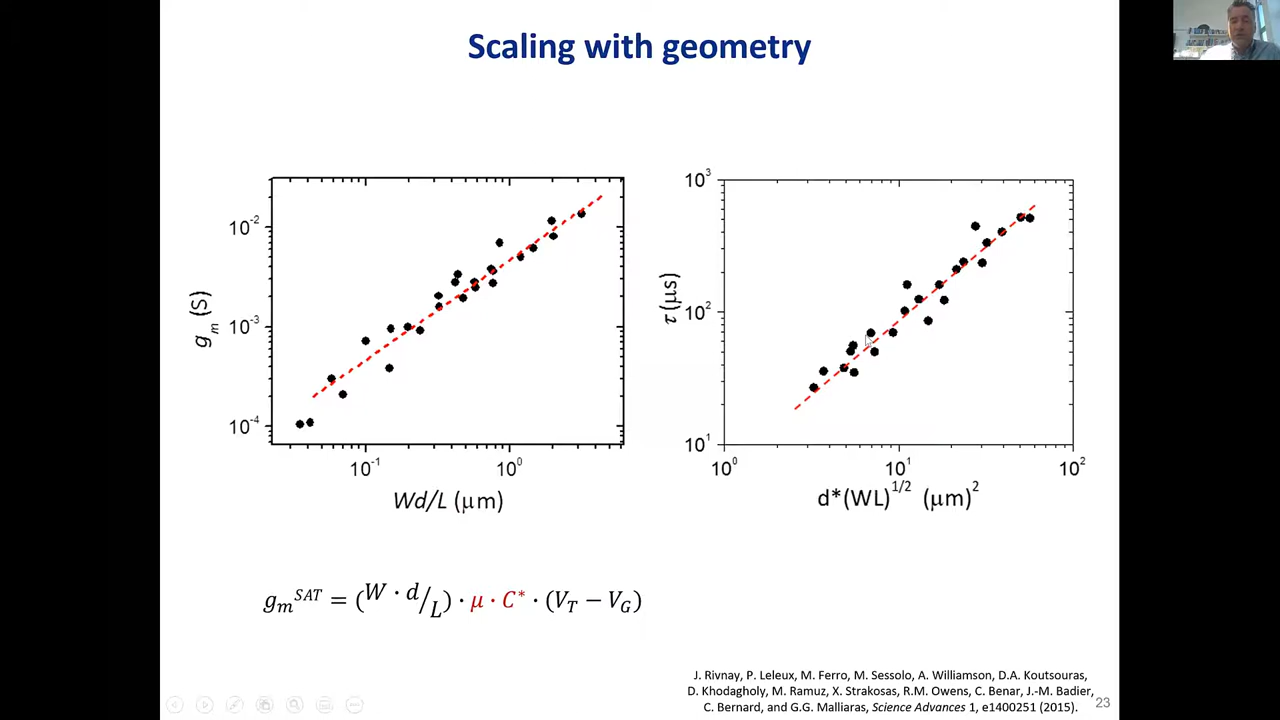 Scaling with geometry
10⁻²
10⁻³
10⁻⁴
gₘ (S)
10⁻¹ 10⁰
Wd/L (μm)
10³
10²
10¹
τ (μs)
10⁰ 10¹ 10²
d*(WL)^1/2 (μm)^2
gₘ^SAT = (W · d/L) · μ · C* · (V_T − V_G)
J. Rivnay, P. Leleux, M. Ferro, M. Sessolo, A. Williamson, D.A. Koutsouras,
D. Khodagholy, M. Ramuz, X. Strakosas, R.M. Owens, C. Benar, J.-M. Badier,
C. Bernard, and G.G. Malliaras, Science Advances 1, e1400251 (2015).
23